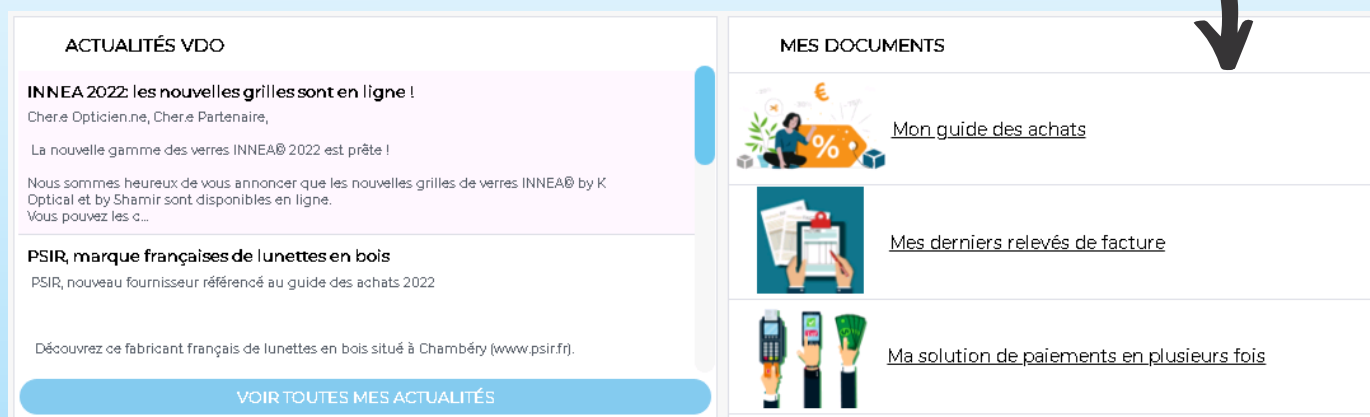 ACTUALITÉS VDO
INNEA 2022: les nouvelles grilles sont en ligne !
Cher.e Opticien.ne, Cher.e Partenaire,
La nouvelle gamme des verres INNEA® 2022 est prête !
Nous sommes heureux de vous annoncer que les nouvelles grilles de verres INNEA® by K
Optical et by Shamir sont disponibles en ligne.
Vous pouvez les c...
PSIR, marque françaises de lunettes en bois
PSIR, nouveau fournisseur référencé au guide des achats 2022
Découvrez ce fabricant français de lunettes en bois situé à Chambéry (www.psir.fr).
VOIR TOUTES MES ACTUALITÉS
MES DOCUMENTS
€
%
Mon guide des achats
Mes derniers relevés de facture
Ma solution de paiements en plusieurs fois